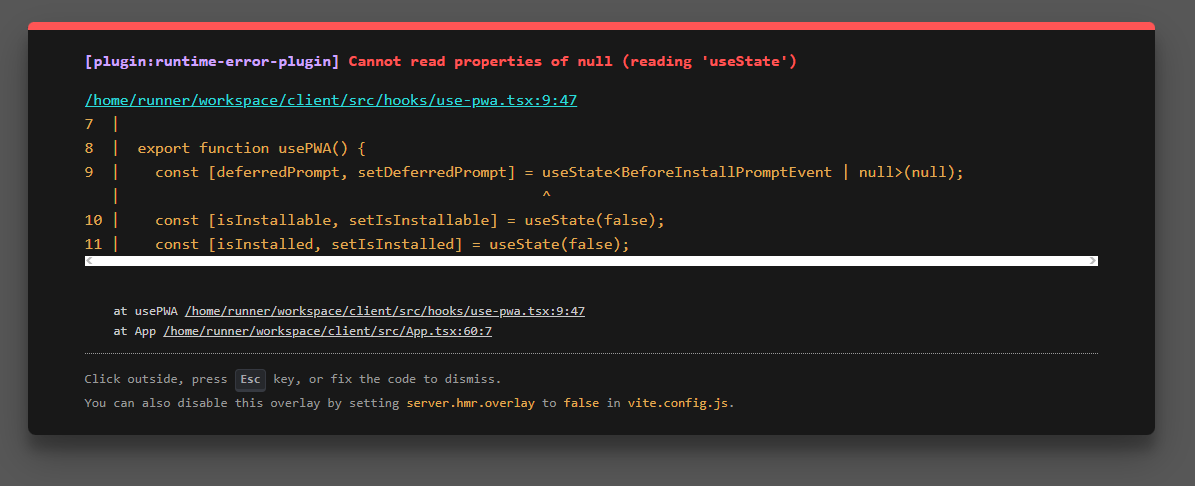 [plugin:runtime-error-plugin] Cannot read properties of null (reading 'useState')
/home/runner/workspace/client/src/hooks/use-pwa.tsx:9:47
7  |
8  |  export function usePWA() {
9  |    const [deferredPrompt, setDeferredPrompt] = useState<BeforeInstallPromptEvent | null>(null);
   |                                                ^
10 |    const [isInstallable, setIsInstallable] = useState(false);
11 |    const [isInstalled, setIsInstalled] = useState(false);
at usePWA /home/runner/workspace/client/src/hooks/use-pwa.tsx:9:47
at App /home/runner/workspace/client/src/App.tsx:60:7
Click outside, press Esc key, or fix the code to dismiss.
You can also disable this overlay by setting server.hmr.overlay to false in vite.config.js.